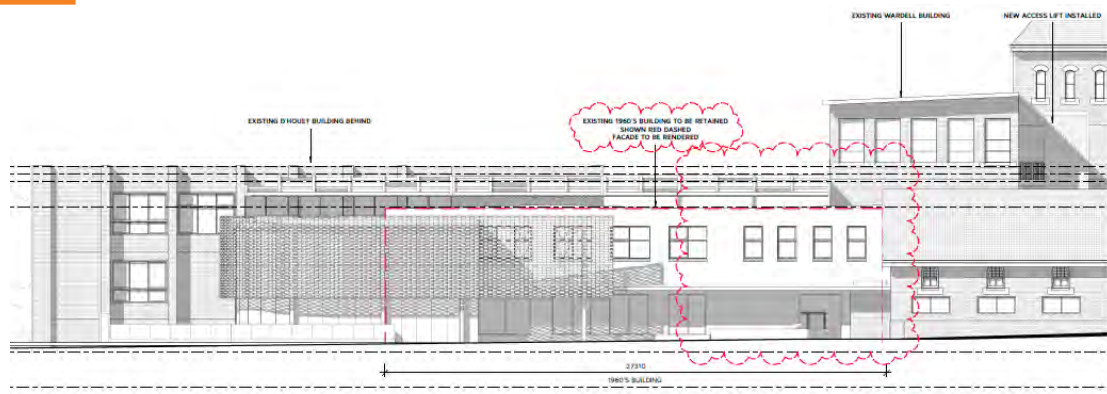 EXISTING WARDELL BUILDING
NEW ACCESS LIFT INSTALLED
EXISTING D'HOUET BUILDING BEHIND
EXISTING 1960'S BUILDING TO BE RETAINED
SHOWN RED DASHED
FACADE TO BE RENDERED
27310
1960'S BUILDING